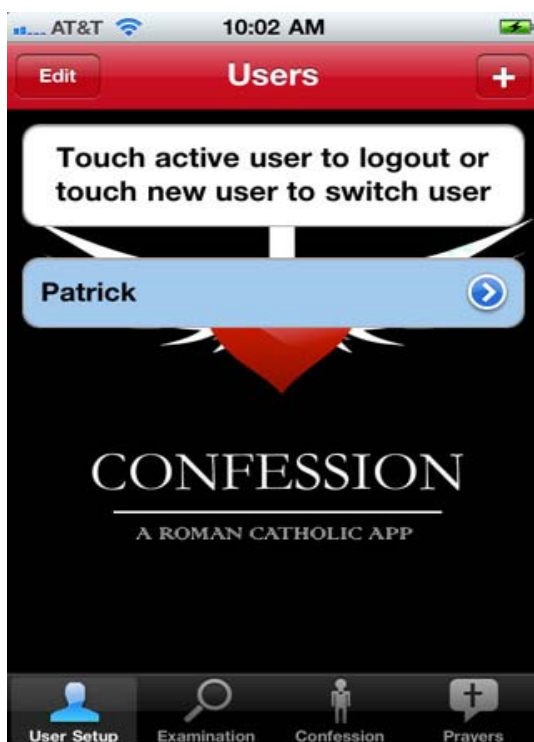 AT&T 10:02 AM
Edit Users +
Touch active user to logout or
touch new user to switch user
Patrick
CONFESSION
A ROMAN CATHOLIC APP
User Setup Examination Confession Prayers